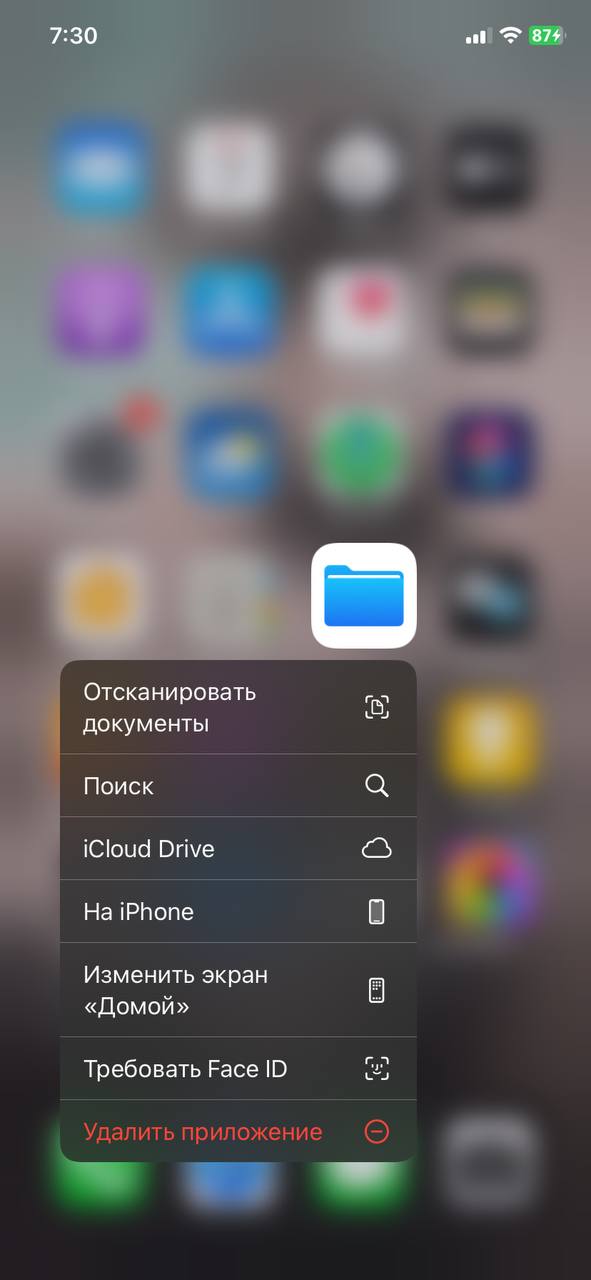 7:30
87
Отсканировать
документы
Поиск
iCloud Drive
На iPhone
Изменить экран
«Домой»
Требовать Face ID
Удалить приложение